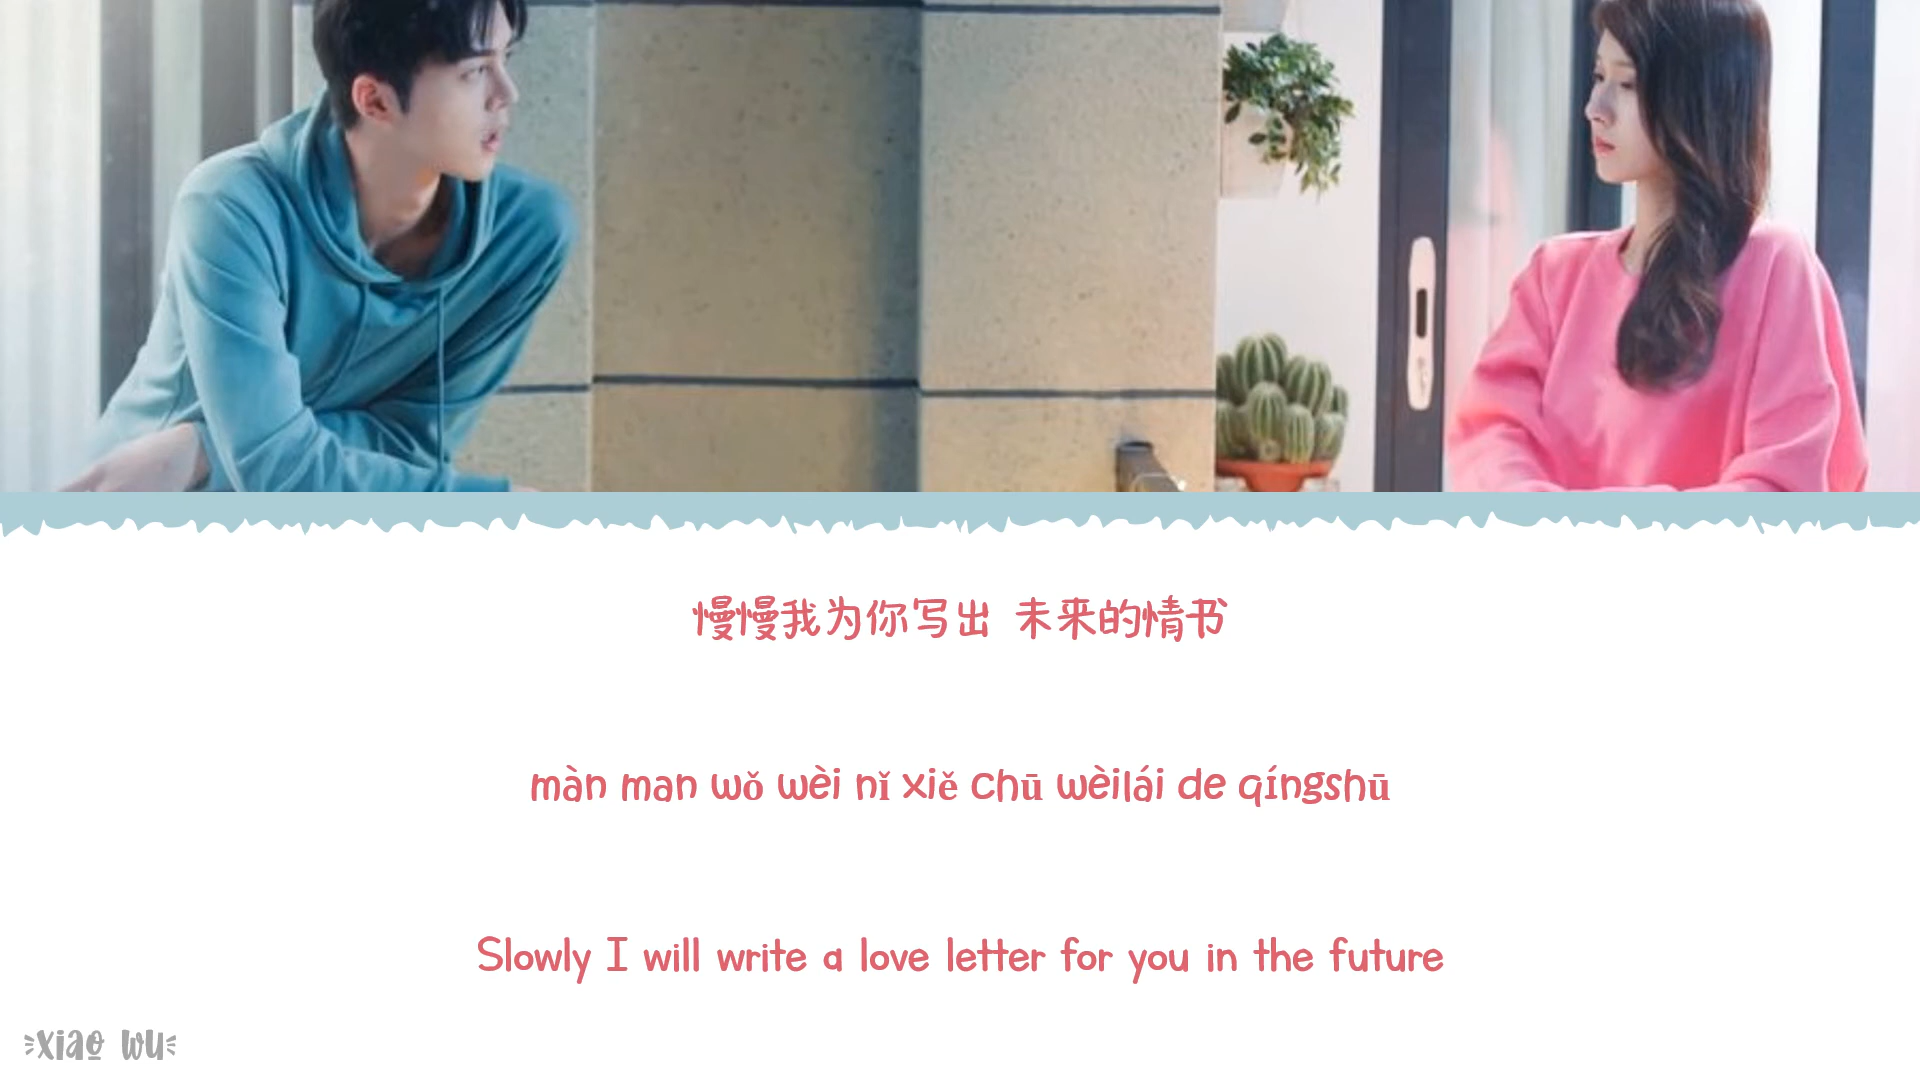 慢慢我为你写出 未来的情书
màn man wǒ wèi nǐ xiě chū wèilái de qíngshū
Slowly I will write a love letter for you in the future
xiao wu